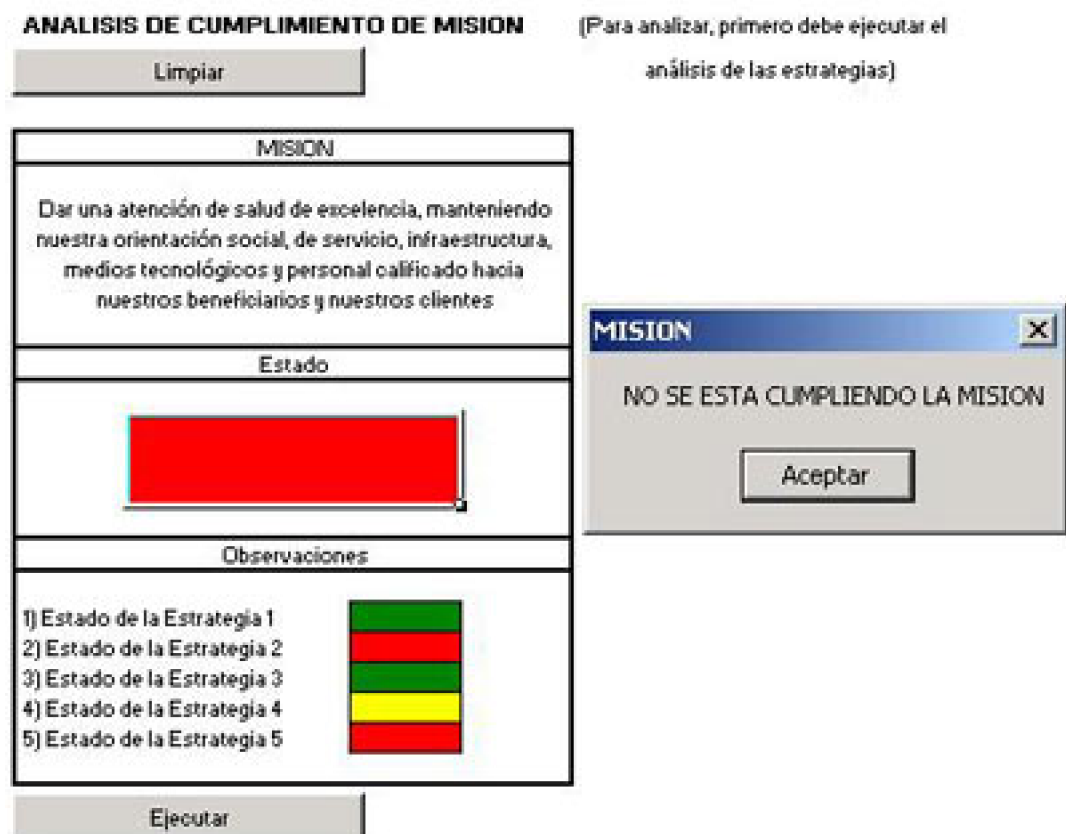 ANALISIS DE CUMPLIMIENTO DE MISION
(Para analizar, primero debe ejecutar el
análisis de las estrategias)
Limpiar
MISION
Dar una atención de salud de excelencia, manteniendo
nuestra orientación social, de servicio, infraestructura,
medios tecnológicos y personal calificado hacia
nuestros beneficiarios y nuestros clientes
Estado
Observaciones
1) Estado de la Estrategia 1
2) Estado de la Estrategia 2
3) Estado de la Estrategia 3
4) Estado de la Estrategia 4
5) Estado de la Estrategia 5
Ejecutar
MISION
NO SE ESTA CUMPLIENDO LA MISION
Aceptar